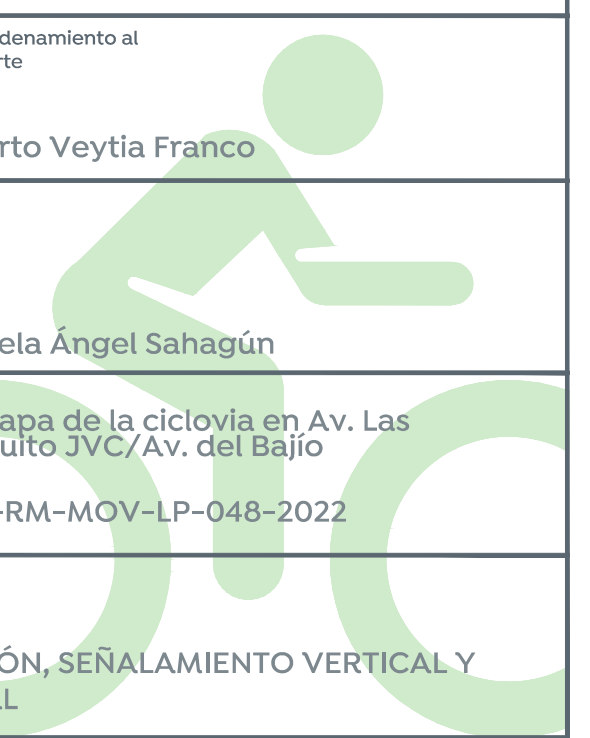 denamiento al
rte
rto Veytia Franco
ela Ángel Sahagún
apa de la ciclovia en Av. Las
uito JVC/Av. del Bajío
-RM-MOV-LP-048-2022
ÓN, SEÑALAMIENTO VERTICAL Y
LL